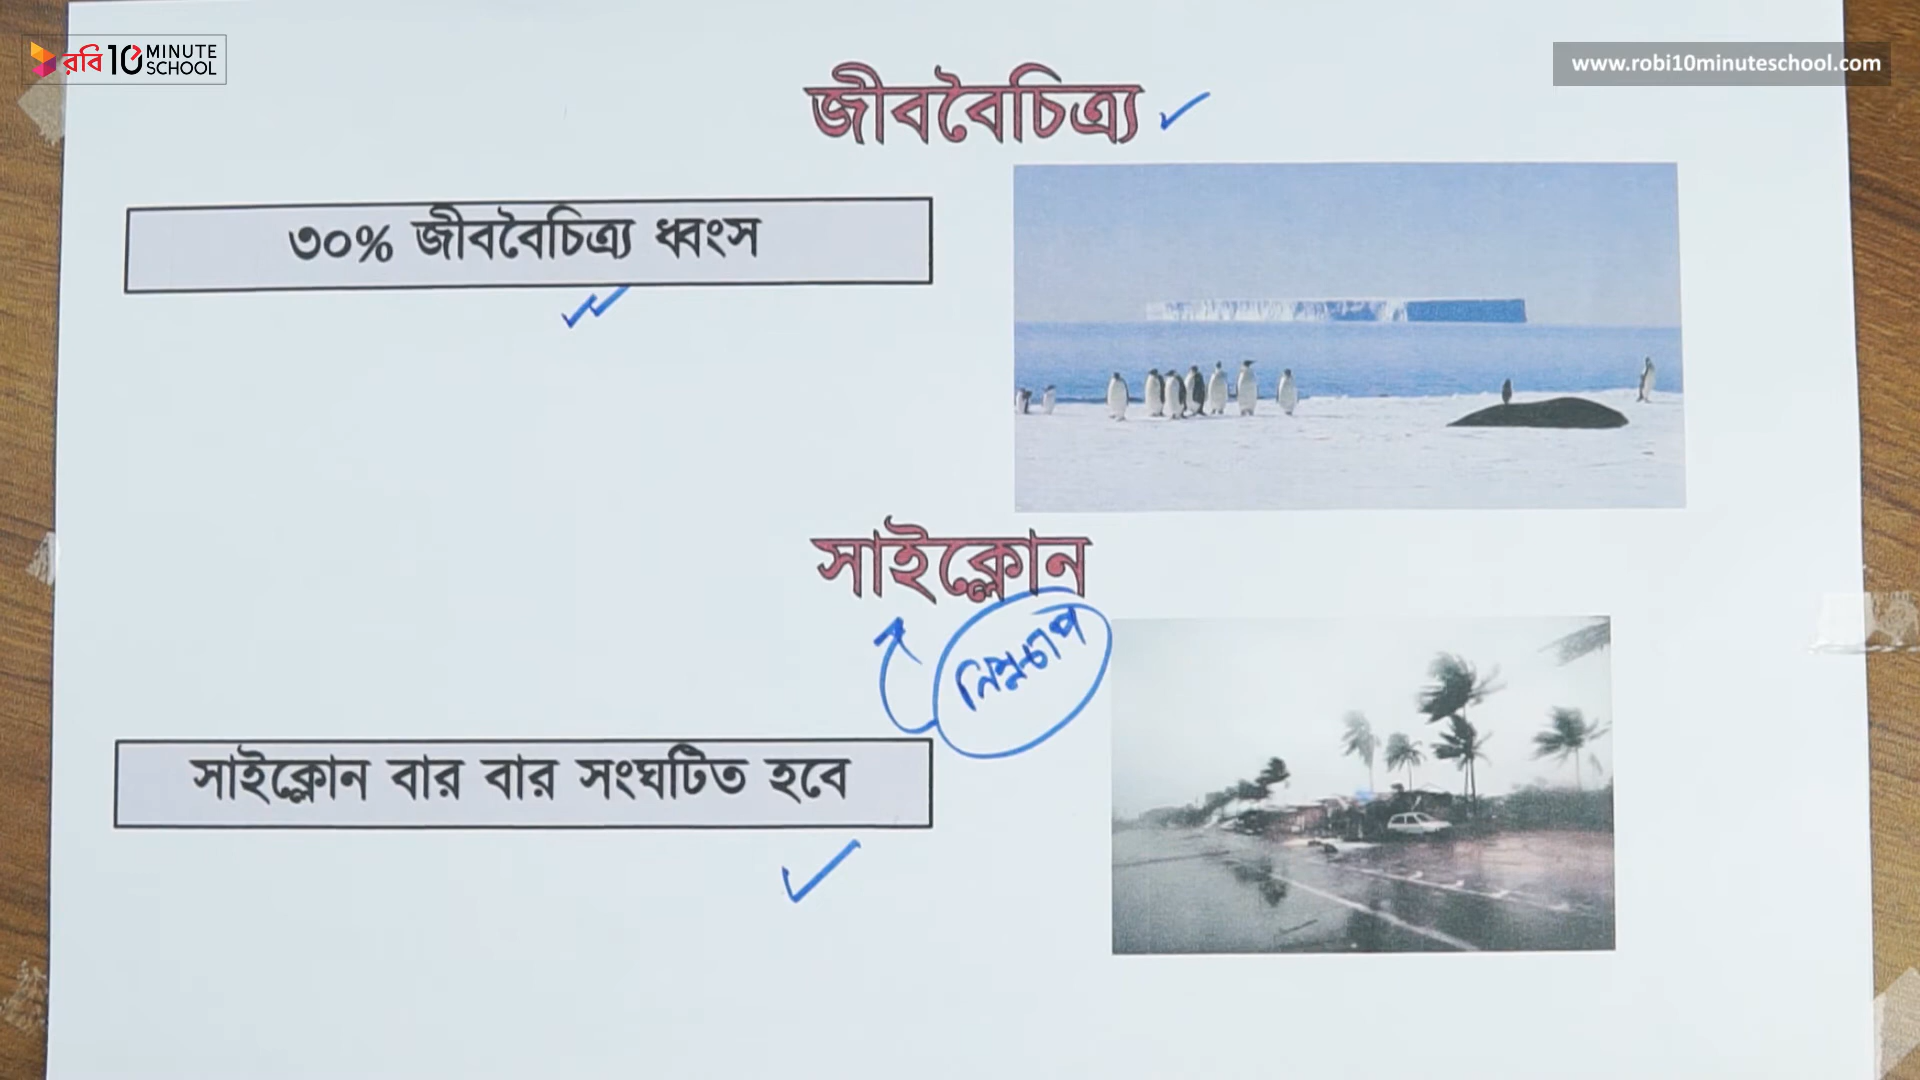 রবি 10 MINUTE SCHOOL
www.robi10minuteschool.com
জীববৈচিত্র্য
৩০% জীববৈচিত্র্য ধ্বংস
সাইক্লোন
নিম্নচাপ
সাইক্লোন বার বার সংঘটিত হবে